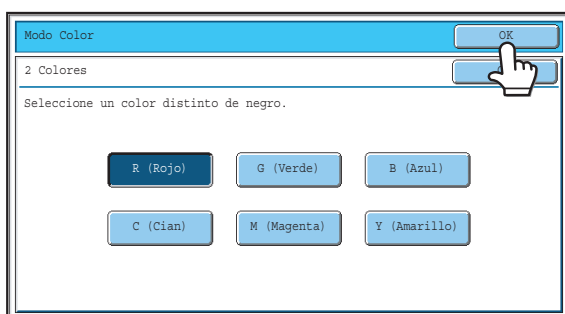 Modo Color
OK
2 Colores
Seleccione un color distinto de negro.
R (Rojo)
G (Verde)
B (Azul)
C (Cian)
M (Magenta)
Y (Amarillo)